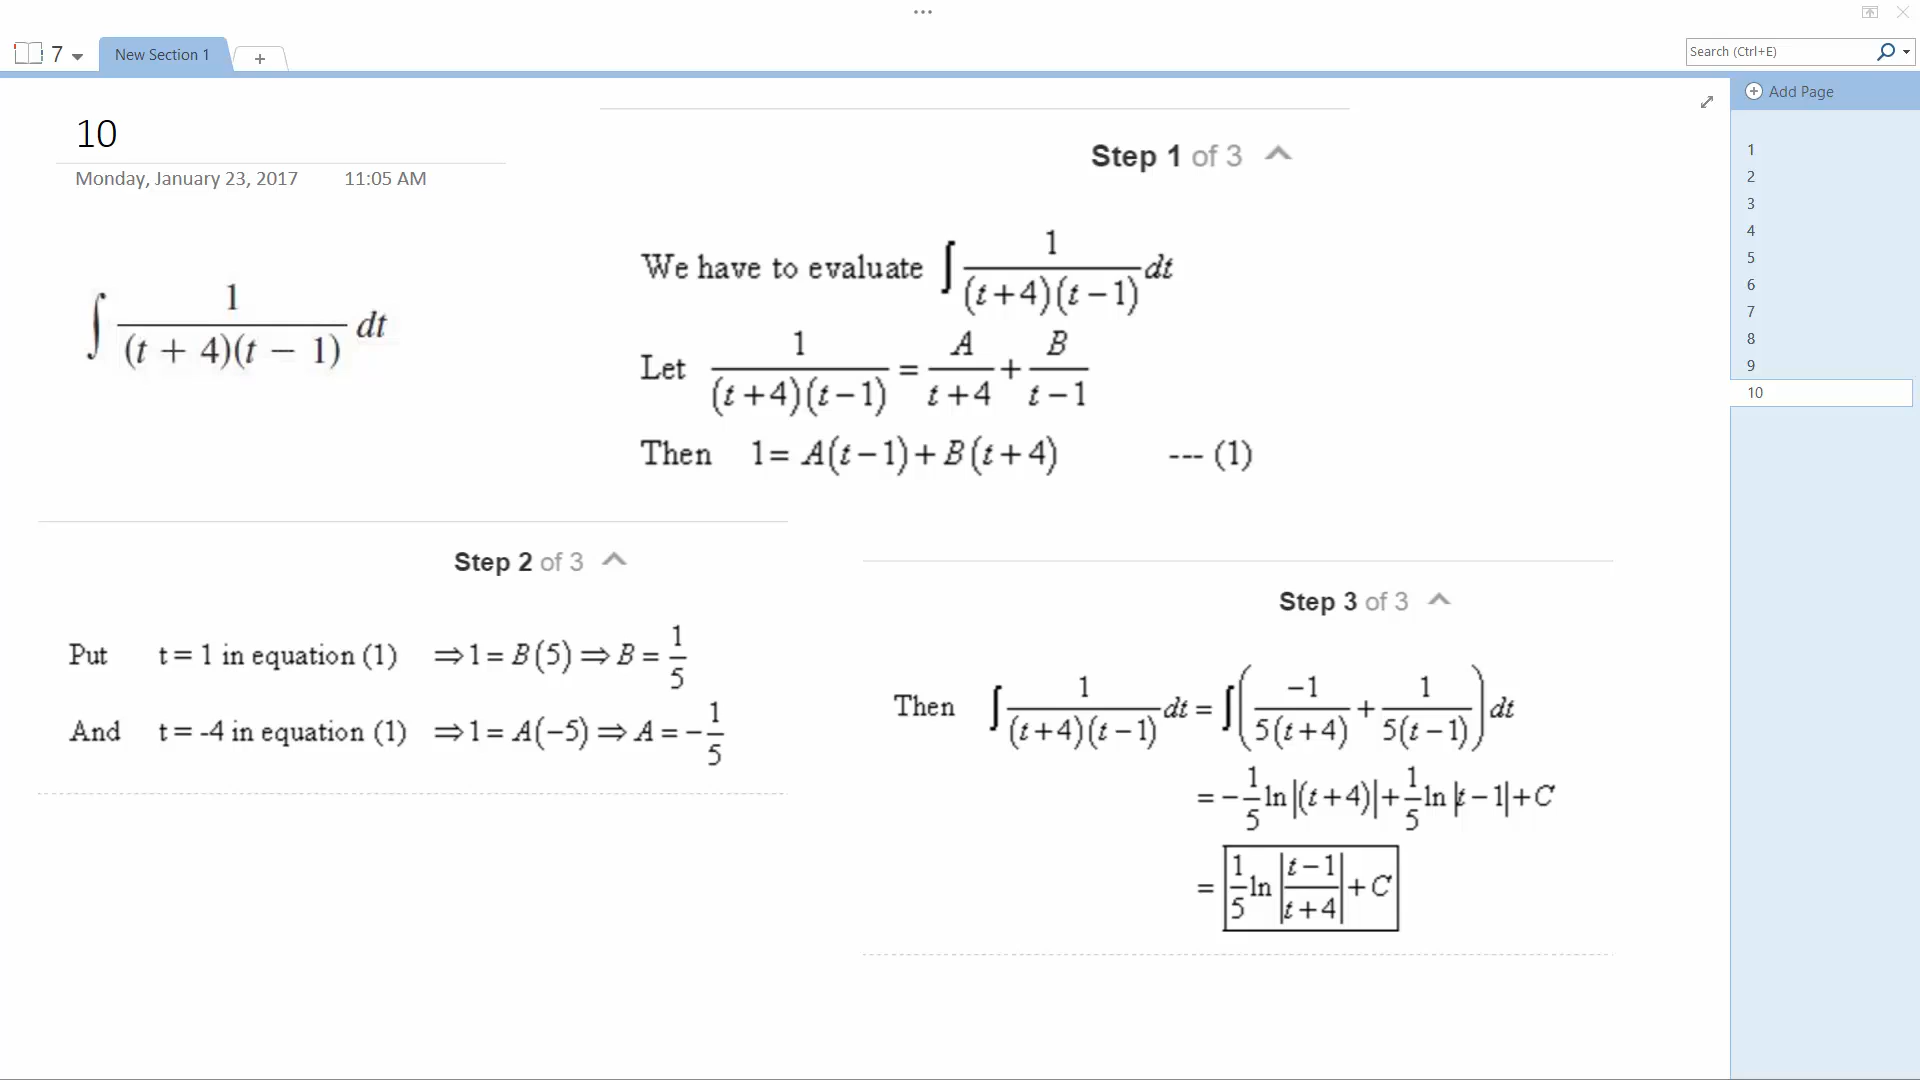 ...
7
New Section 1
+
Search (Ctrl+E)
Add Page
1
2
3
4
5
6
7
8
9
10
10
Monday, January 23, 2017 11:05 AM
∫ 1/((t + 4)(t − 1)) dt
Step 1 of 3
We have to evaluate ∫ 1/((t+4)(t−1)) dt
Let 1/((t+4)(t−1)) = A/(t+4) + B/(t−1)
Then 1= A(t−1)+B(t+4) --- (1)
Step 2 of 3
Put t= 1 in equation (1) ⇒1= B(5)⇒B = 1/5
And t= -4 in equation (1) ⇒1= A(−5)⇒A = −1/5
Step 3 of 3
Then ∫ 1/((t+4)(t−1)) dt = ∫(−1/(5(t+4)) + 1/(5(t−1))) dt
= −1/5 ln|(t+4)|+1/5 ln|t−1|+C
= 1/5 ln|(t−1)/(t+4)|+C